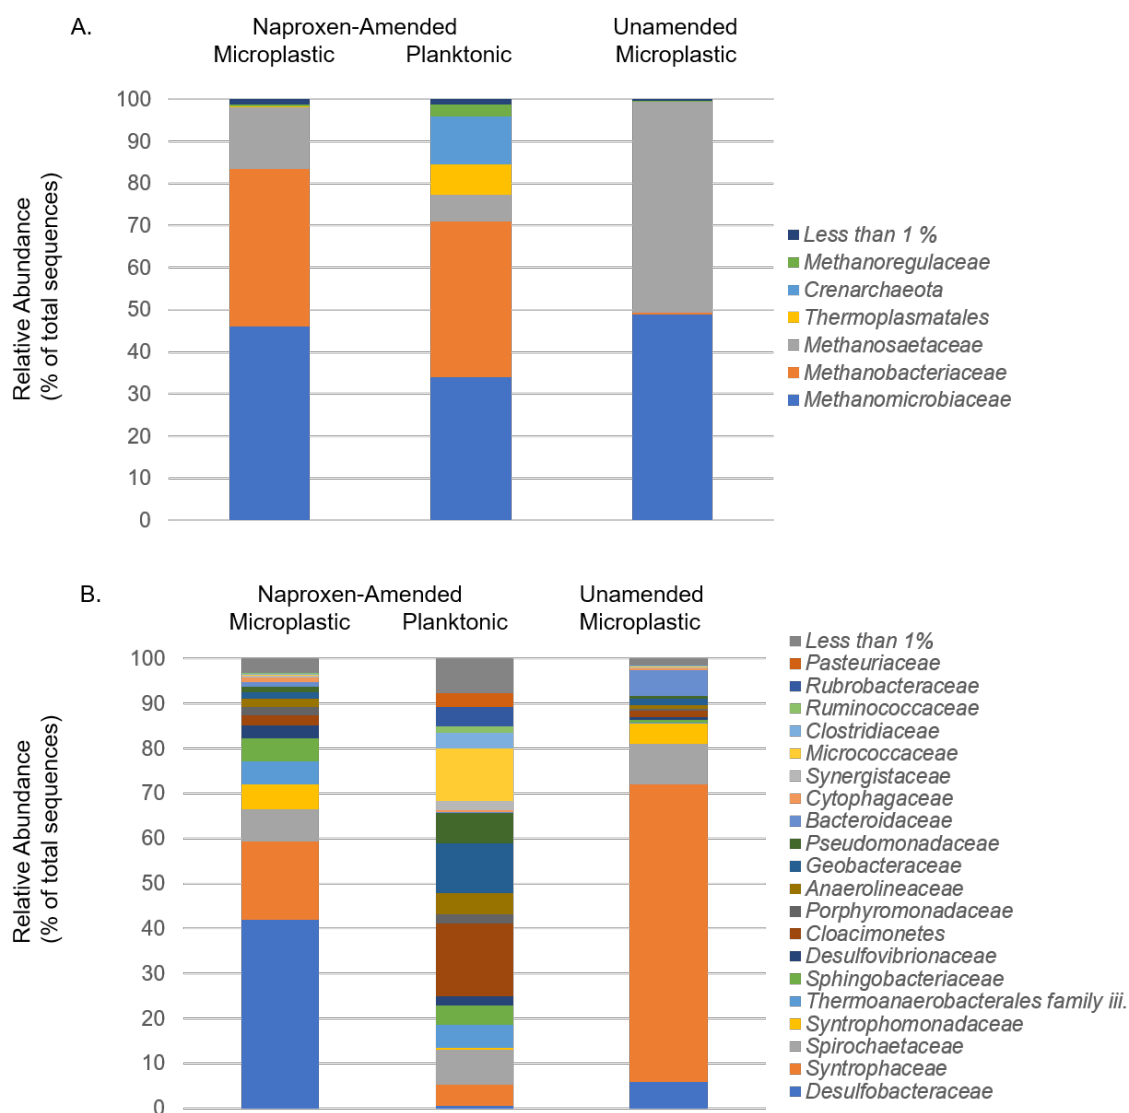 A.
Naproxen-Amended
Unamended
Microplastic
Planktonic
Microplastic
Relative Abundance
(% of total sequences)
100
90
80
70
60
50
40
30
20
10
0
Less than 1 %
Methanoregulaceae
Crenarchaeota
Thermoplasmatales
Methanosaetaceae
Methanobacteriaceae
Methanomicrobiaceae
B.
Naproxen-Amended
Unamended
Microplastic
Planktonic
Microplastic
Relative Abundance
(% of total sequences)
100
90
80
70
60
50
40
30
20
10
0
Less than 1%
Pasteuriaceae
Rubrobacteraceae
Ruminococcaceae
Clostridiaceae
Micrococcaceae
Synergistaceae
Cytophagaceae
Bacteroidaceae
Pseudomonadaceae
Geobacteraceae
Anaerolineaceae
Porphyromonadaceae
Cloacimonetes
Desulfovibrionaceae
Sphingobacteriaceae
Thermoanaerobacterales family iii.
Syntrophomonadaceae
Spirochaetaceae
Syntrophaceae
Desulfobacteraceae